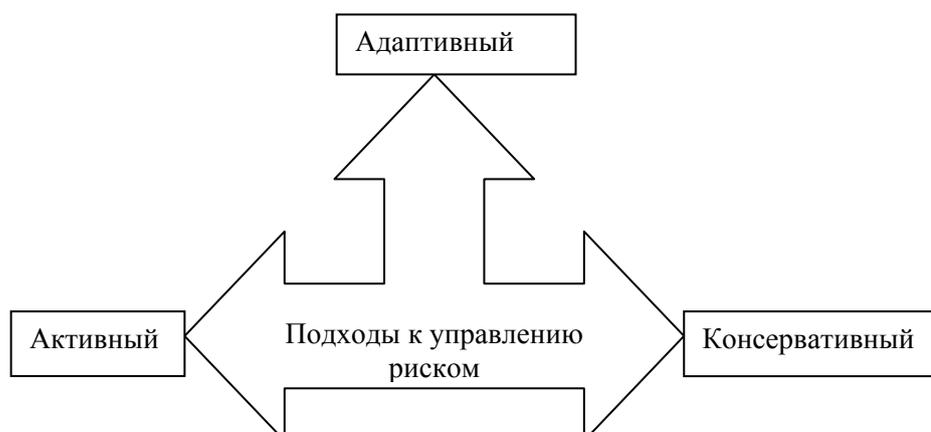 Адаптивный
Активный
Подходы к управлению
риском
Консервативный